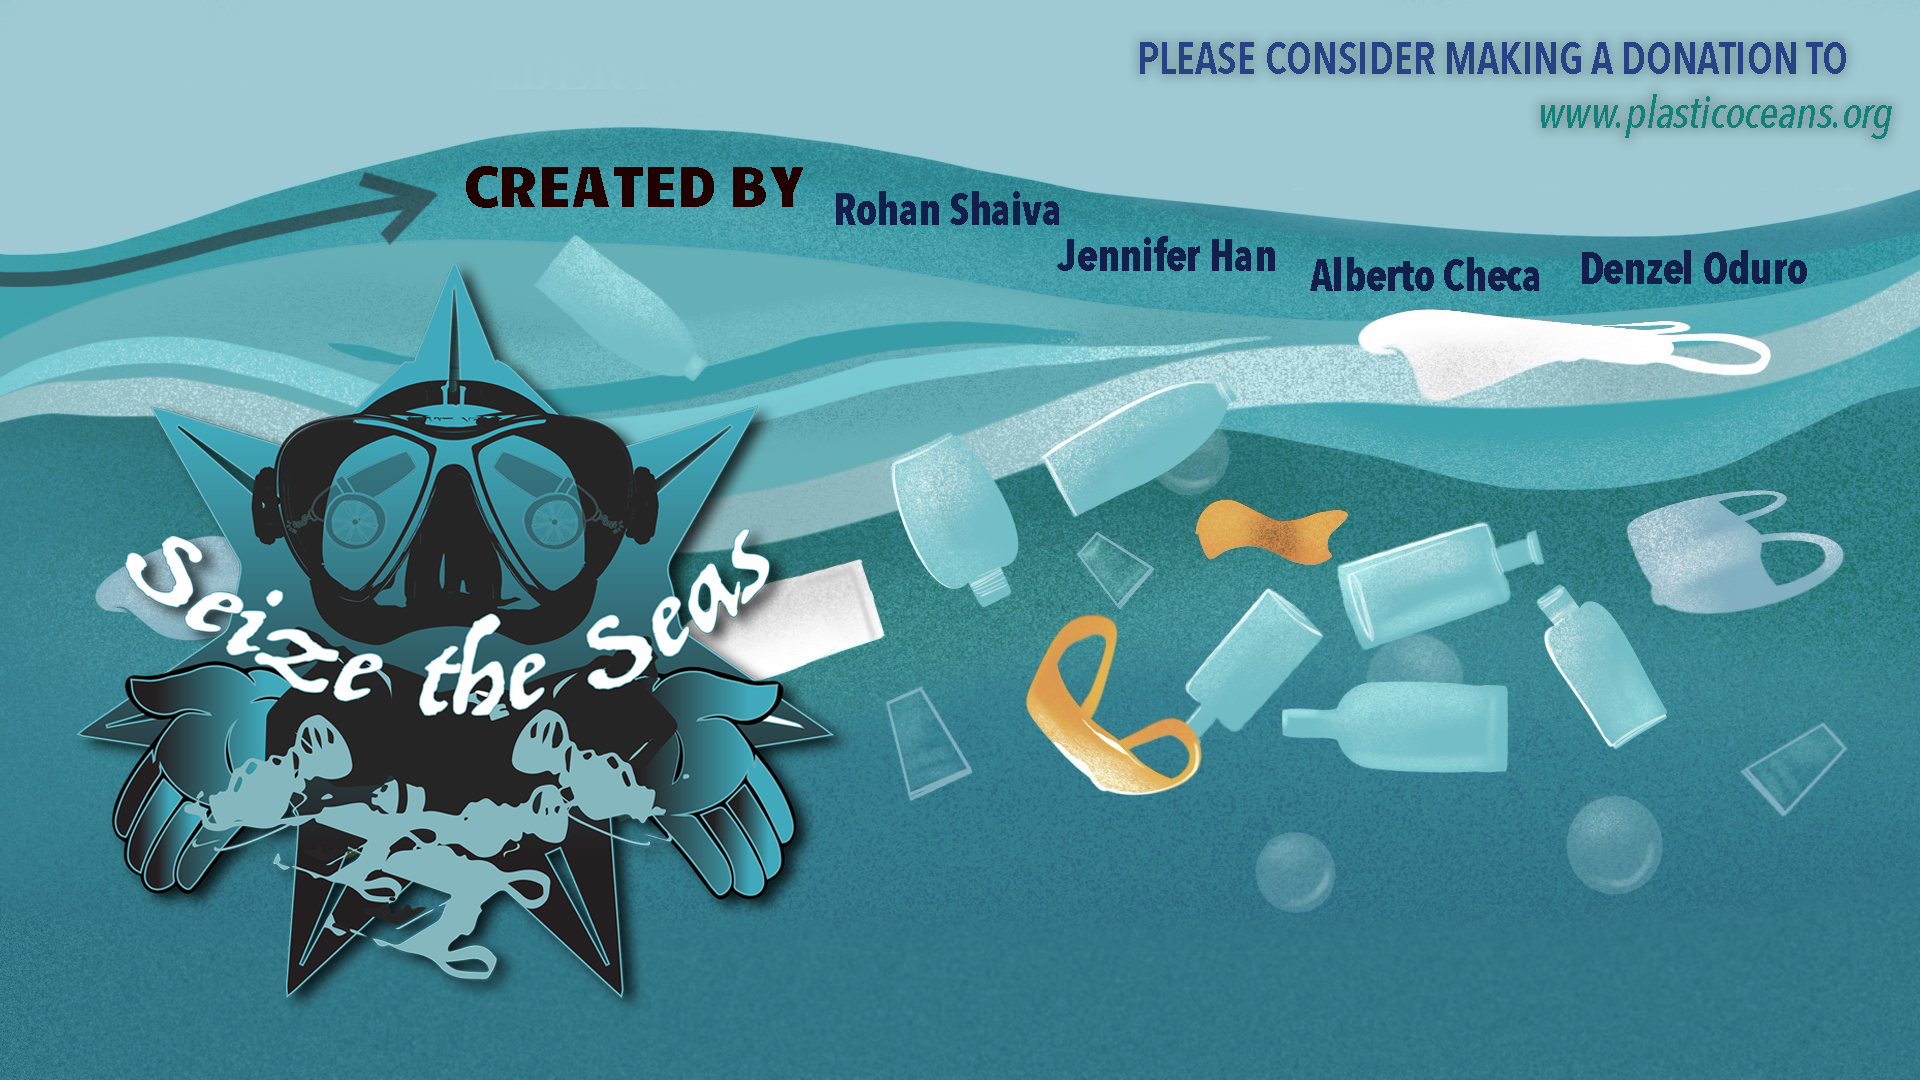 PLEASE CONSIDER MAKING A DONATION TO
www.plasticoceans.org
CREATED BY
Rohan Shaiva
Jennifer Han
Alberto Checa
Denzel Oduro
Seize the Seas